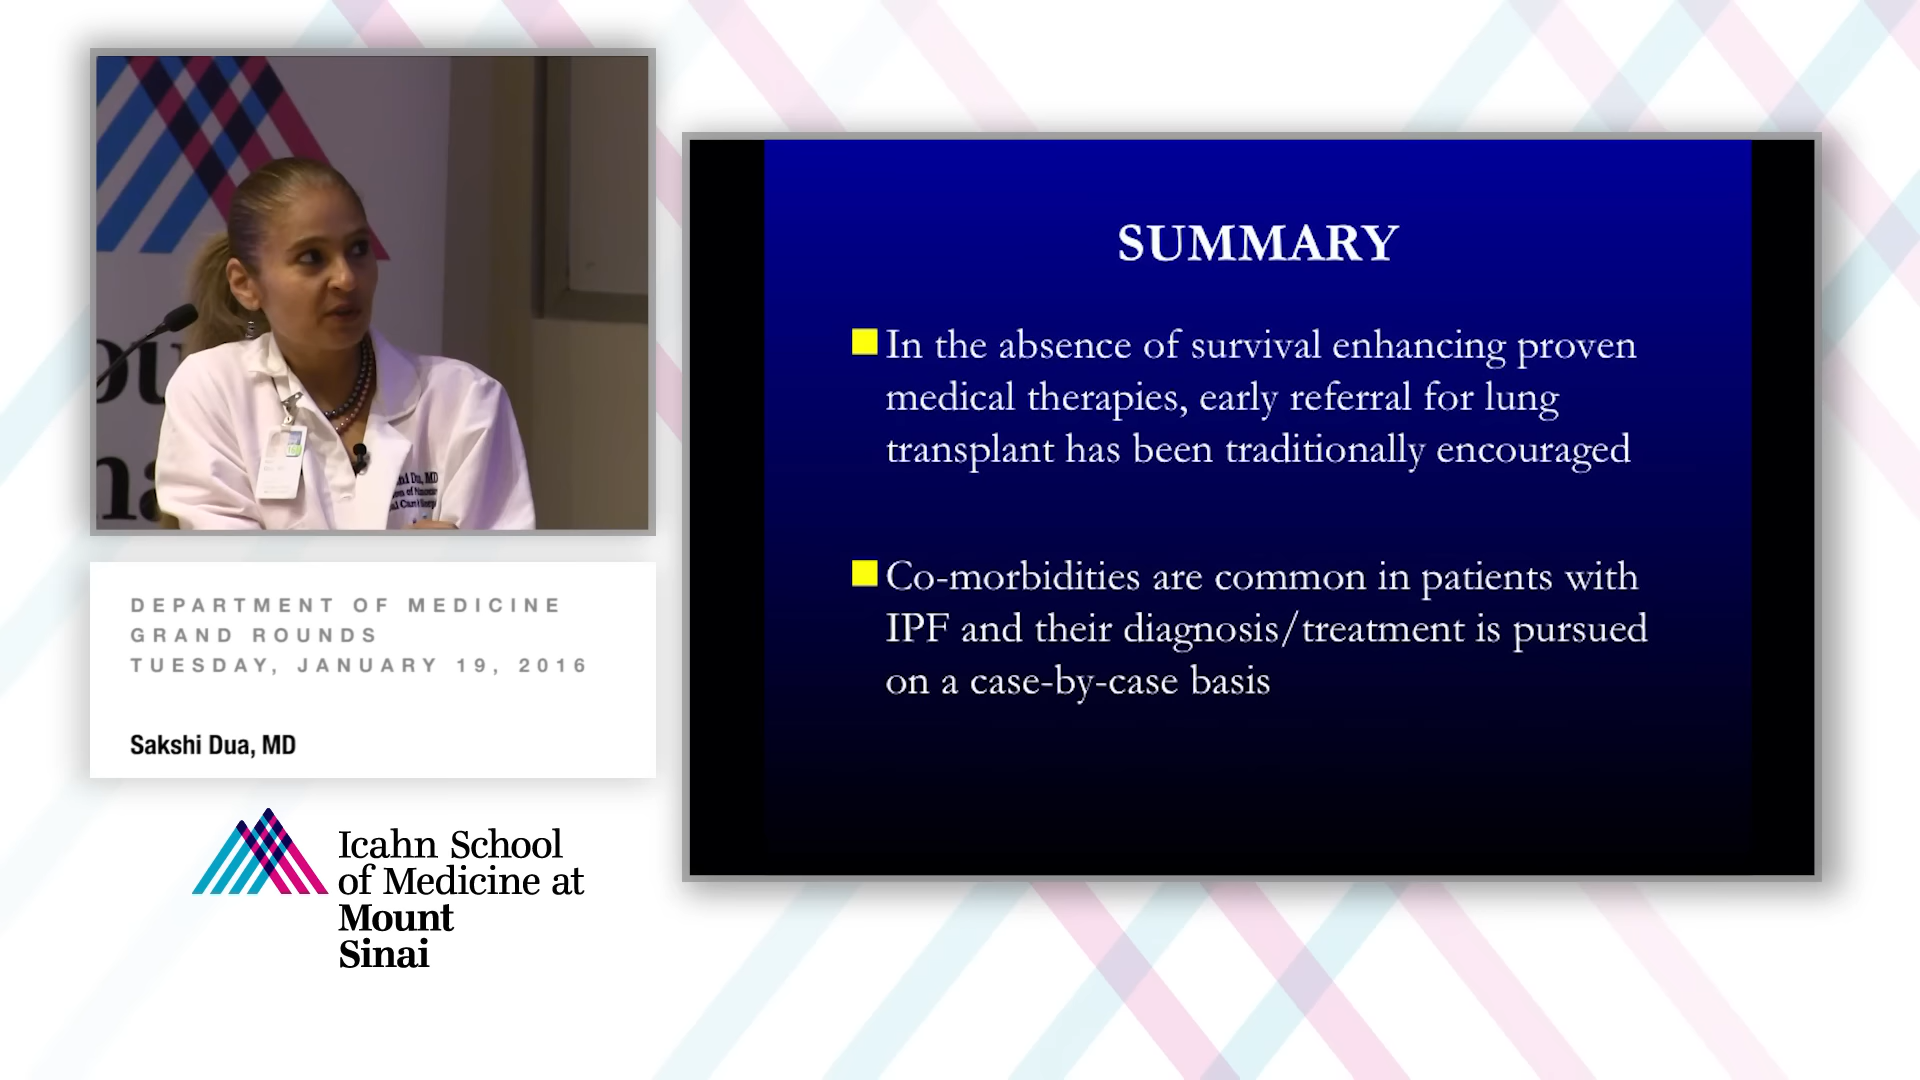 DEPARTMENT OF MEDICINE
GRAND ROUNDS
TUESDAY, JANUARY 19, 2016
Sakshi Dua, MD
Icahn School
of Medicine at
Mount
Sinai
SUMMARY
In the absence of survival enhancing proven
medical therapies, early referral for lung
transplant has been traditionally encouraged
Co-morbidities are common in patients with
IPF and their diagnosis/treatment is pursued
on a case-by-case basis